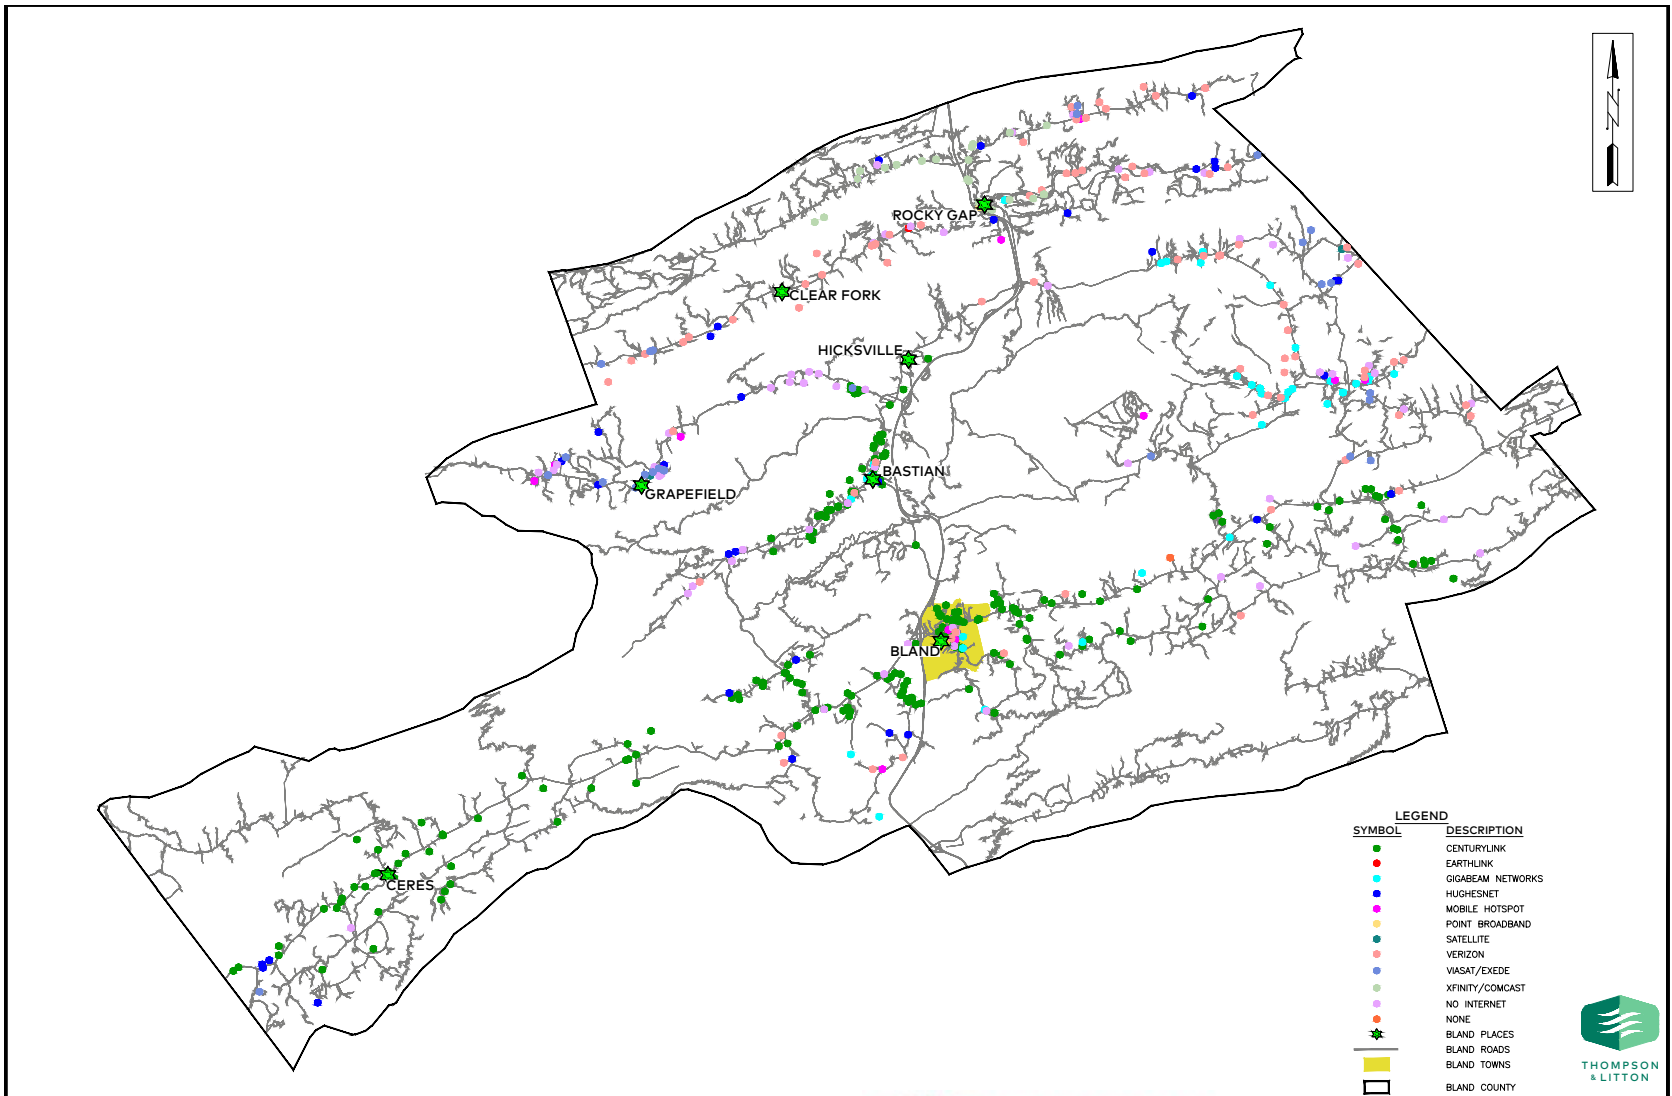 N
ROCKY GAP
CLEAR FORK
HICKSVILLE
BASTIAN
GRAPEFIELD
BLAND
CERES
LEGEND
SYMBOL DESCRIPTION
CENTURYLINK
EARTHLINK
GIGABEAM NETWORKS
HUGHESNET
MOBILE HOTSPOT
POINT BROADBAND
SATELLITE
VERIZON
VIASAT/EXEDE
XFINITY/COMCAST
NO INTERNET
NONE
BLAND PLACES
BLAND ROADS
BLAND TOWNS
BLAND COUNTY
THOMPSON
& LITTON